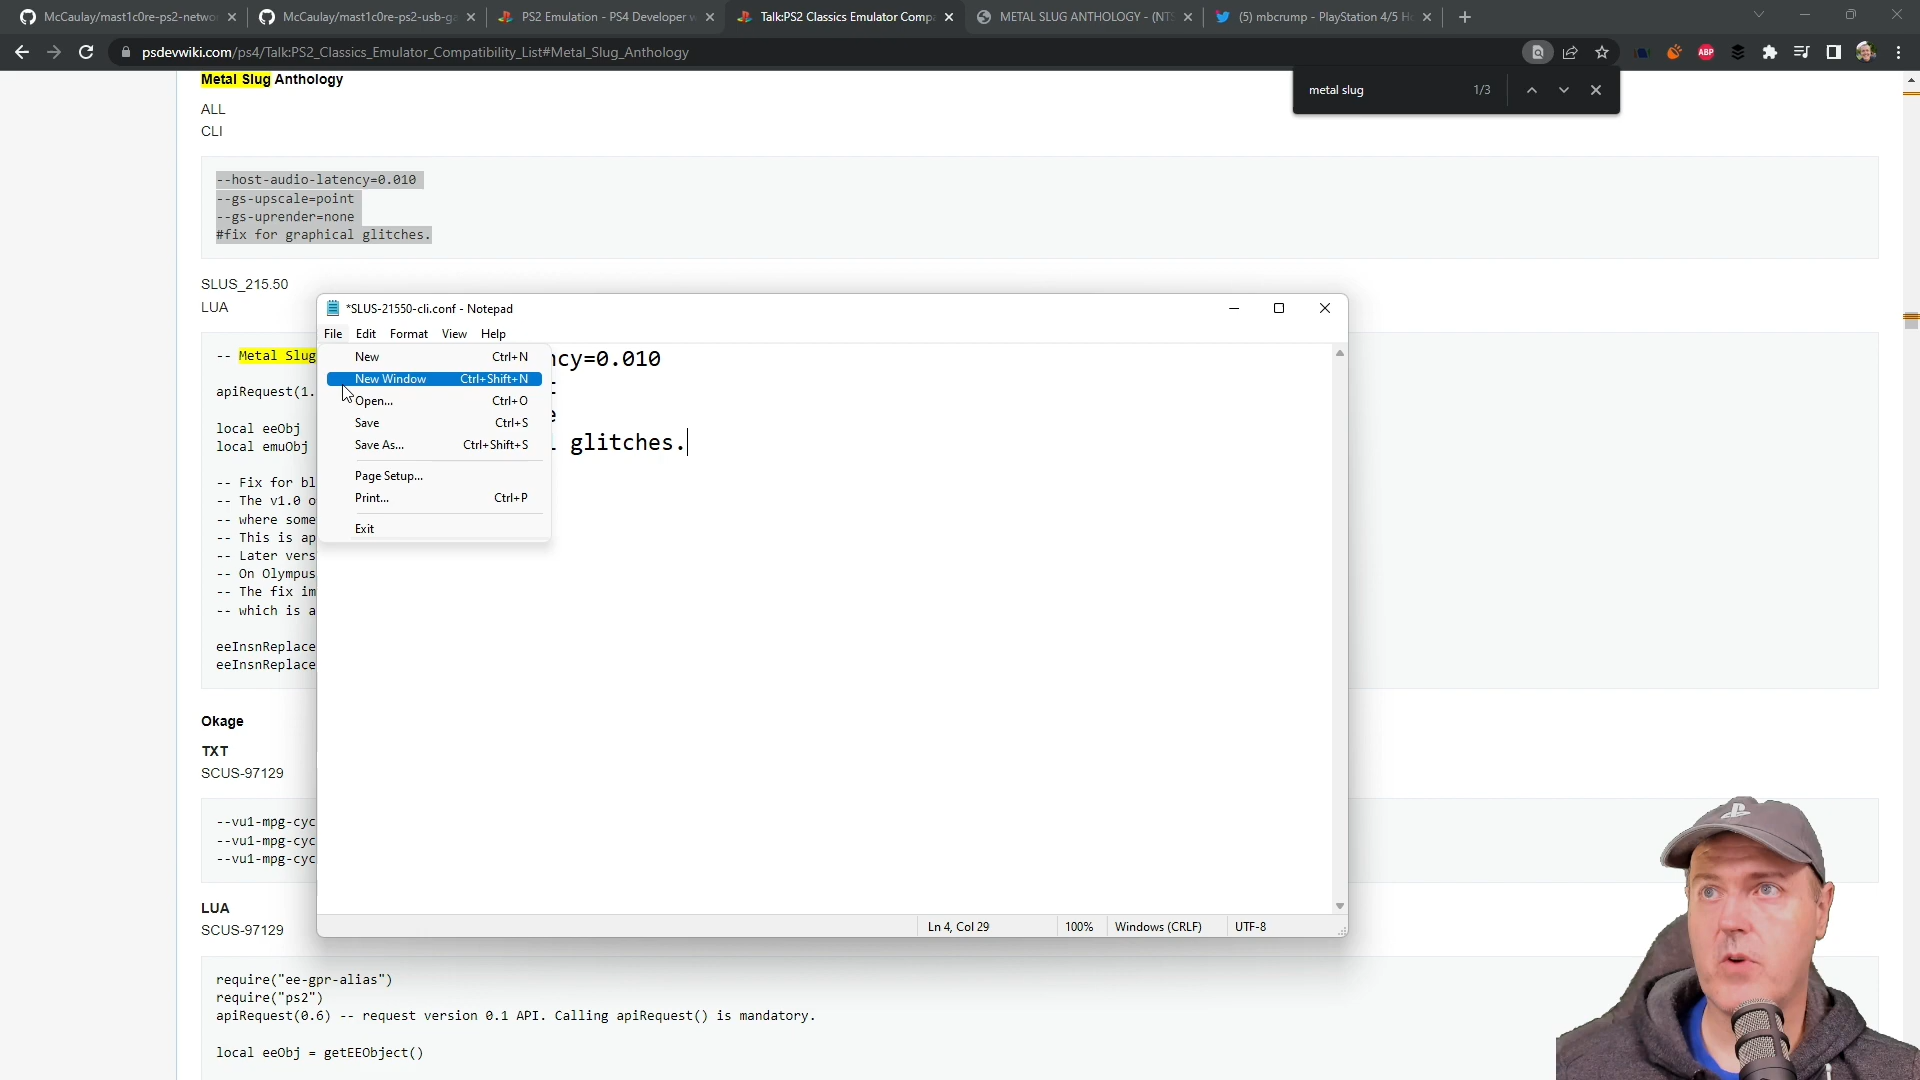 McCaulay/mast1c0re-ps2-netwo
McCaulay/mast1c0re-ps2-usb-ga
PS2 Emulation - PS4 Developer w
Talk:PS2 Classics Emulator Compa
METAL SLUG ANTHOLOGY - (NTS
(5) mbcrump - PlayStation 4/5 H
psdevwiki.com/ps4/Talk:PS2_Classics_Emulator_Compatibility_List#Metal_Slug_Anthology
ABP
metal slug 1/3
Metal Slug Anthology
ALL
CLI
--host-audio-latency=0.010
--gs-upscale=point
--gs-uprender=none
#fix for graphical glitches.
SLUS_215.50
LUA
-- Metal Slug
apiRequest(1.
local eeObj
local emuObj
-- Fix for bl
-- The v1.0 o
-- where some
-- This is ap
-- Later vers
-- On Olympus
-- The fix im
-- which is a
eeInsnReplace
eeInsnReplace
*SLUS-21550-cli.conf - Notepad
File Edit Format View Help
New Ctrl+N
New Window Ctrl+Shift+N
Open... Ctrl+O
Save Ctrl+S
Save As... Ctrl+Shift+S
Page Setup...
Print... Ctrl+P
Exit
ncy=0.010
glitches.
Ln 4, Col 29 100% Windows (CRLF) UTF-8
Okage
TXT
SCUS-97129
--vu1-mpg-cyc
--vu1-mpg-cyc
--vu1-mpg-cyc
LUA
SCUS-97129
require("ee-gpr-alias")
require("ps2")
apiRequest(0.6) -- request version 0.1 API. Calling apiRequest() is mandatory.
local eeObj = getEEObject()